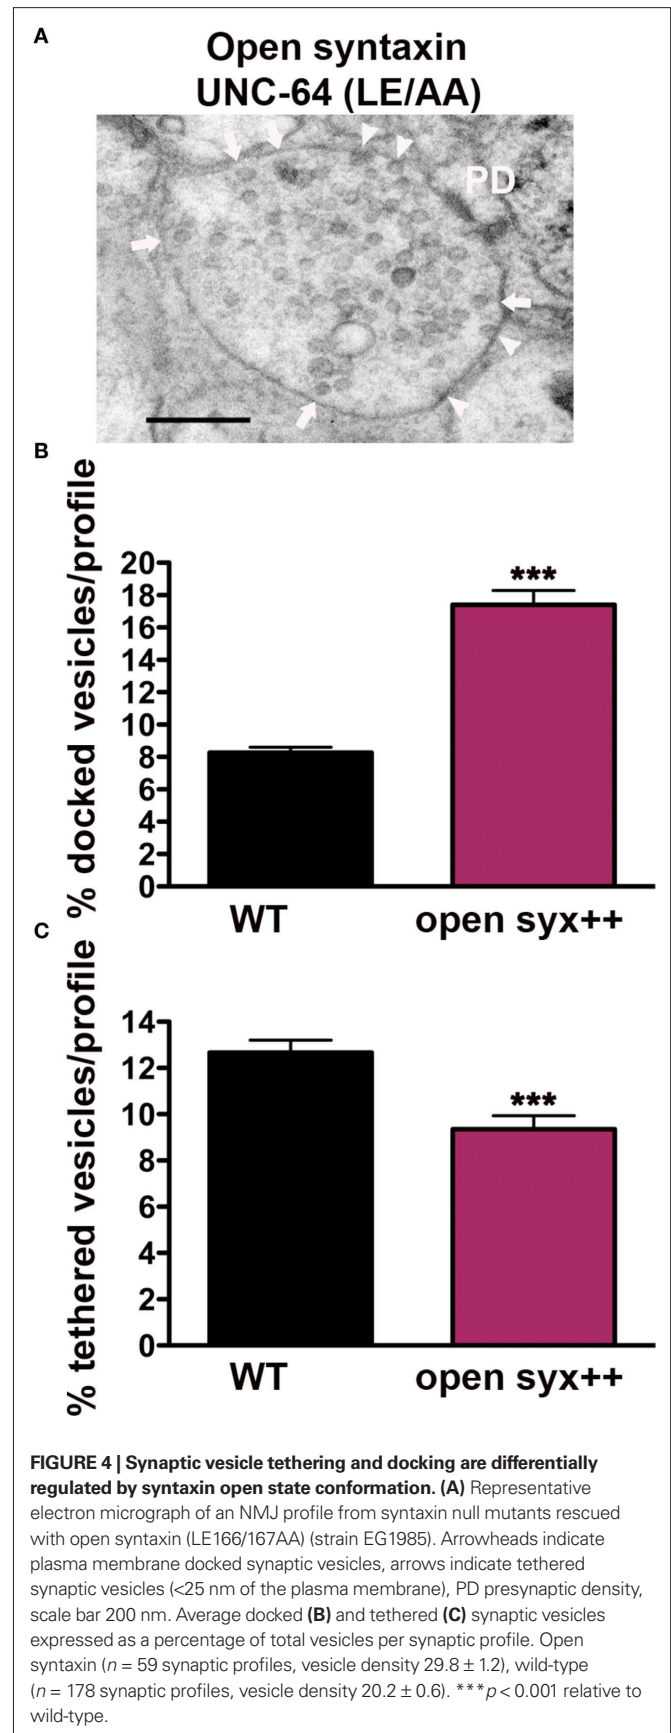 A
Open syntaxin
UNC-64 (LE/AA)
PD
B
% docked vesicles/profile
20
18
16
14
12
10
8
6
4
2
0
***
WT
open syx++
C
% tethered vesicles/profile
14
12
10
8
6
4
2
0
***
WT
open syx++
FIGURE 4 | Synaptic vesicle tethering and docking are differentially
regulated by syntaxin open state conformation. (A) Representative
electron micrograph of an NMJ profile from syntaxin null mutants rescued
with open syntaxin (LE166/167AA) (strain EG1985). Arrowheads indicate
plasma membrane docked synaptic vesicles, arrows indicate tethered
synaptic vesicles (<25 nm of the plasma membrane), PD presynaptic density,
scale bar 200 nm. Average docked (B) and tethered (C) synaptic vesicles
expressed as a percentage of total vesicles per synaptic profile. Open
syntaxin (n = 59 synaptic profiles, vesicle density 29.8 ± 1.2), wild-type
(n = 178 synaptic profiles, vesicle density 20.2 ± 0.6). ***p < 0.001 relative to
wild-type.